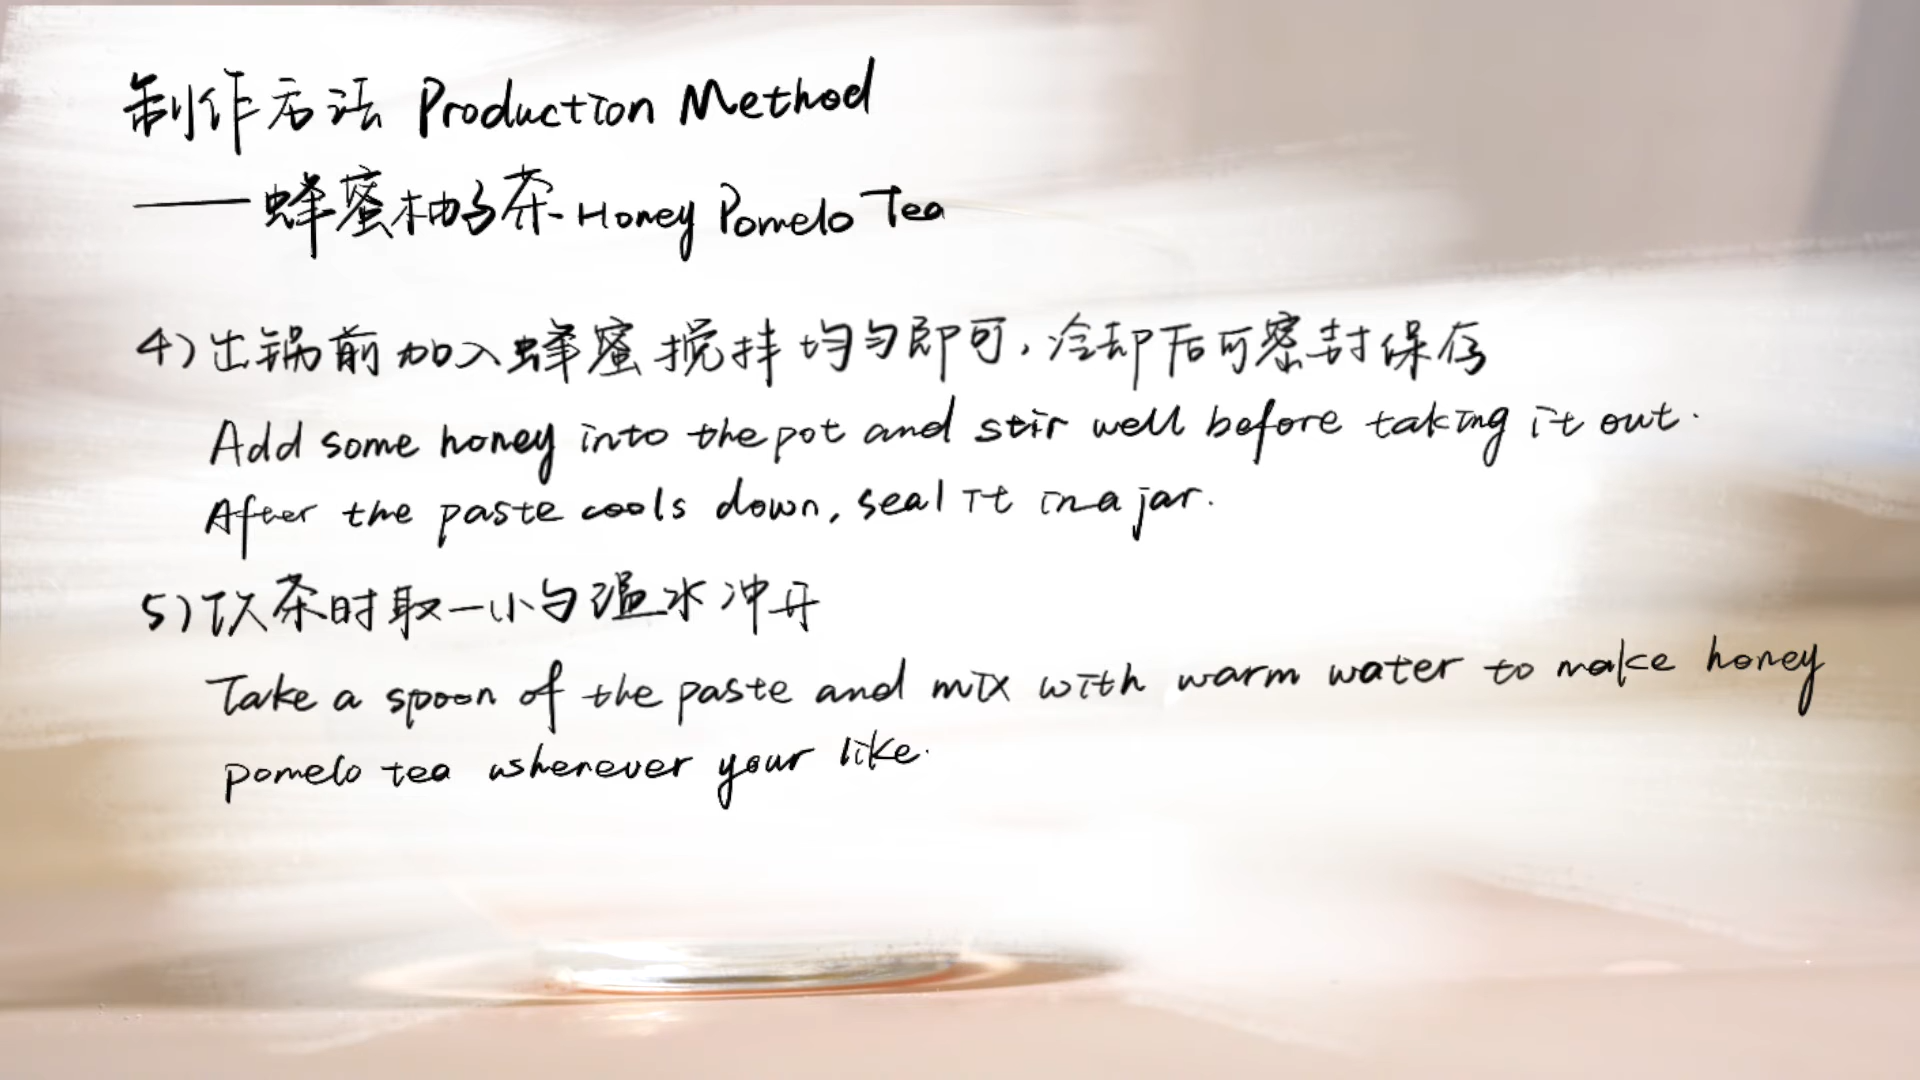 制作方法 Production Method
——蜂蜜柚子茶 Honey Pomelo Tea
4)出锅前加入蜂蜜搅拌均匀即可,冷却后可密封保存
Add some honey into the pot and stir well before taking it out.
After the paste cools down, seal it in a jar.
5)饮茶时取一小勺温水冲开
Take a spoon of the paste and mix with warm water to make honey
pomelo tea whenever your like.